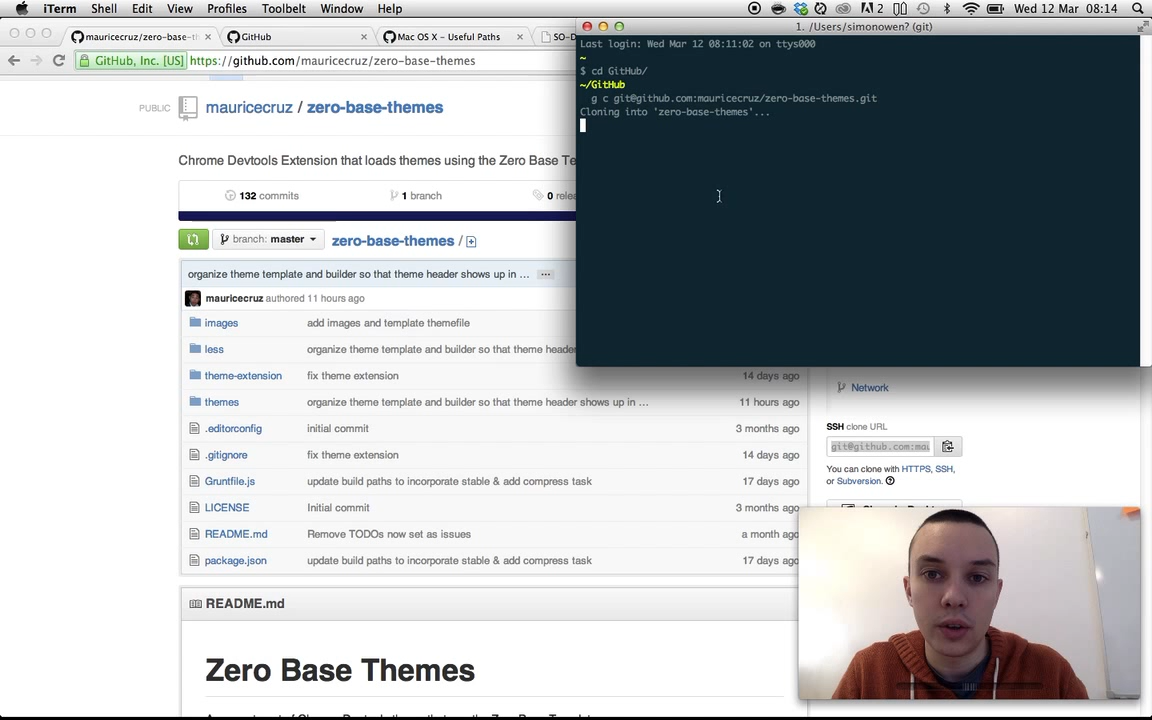 iTerm Shell Edit View Profiles Toolbelt Window Help
2
Wed 12 Mar 08:14
mauricecruz/zero-base-t
GitHub
Mac OS X - Useful Paths
SO-D
GitHub, Inc. [US] https://github.com/mauricecruz/zero-base-themes
1. /Users/simonowen? (git)
Last login: Wed Mar 12 08:11:02 on ttys000
~
$ cd GitHub/
~/GitHub
g c git@github.com:mauricecruz/zero-base-themes.git
Cloning into 'zero-base-themes'...
PUBLIC mauricecruz / zero-base-themes
Chrome Devtools Extension that loads themes using the Zero Base Te
132 commits 1 branch 0 relea
branch: master zero-base-themes /
organize theme template and builder so that theme header shows up in … ...
mauricecruz authored 11 hours ago
images add images and template themefile
less organize theme template and builder so that theme header
theme-extension fix theme extension 14 days ago
themes organize theme template and builder so that theme header shows up in … 11 hours ago
.editorconfig initial commit 3 months ago
.gitignore fix theme extension 14 days ago
Gruntfile.js update build paths to incorporate stable & add compress task 17 days ago
LICENSE Initial commit 3 months ago
README.md Remove TODOs now set as issues a month ago
package.json update build paths to incorporate stable & add compress task 17 days ago
Network
SSH clone URL
git@github.com:mau
You can clone with HTTPS, SSH,
or Subversion.
README.md
Zero Base Themes